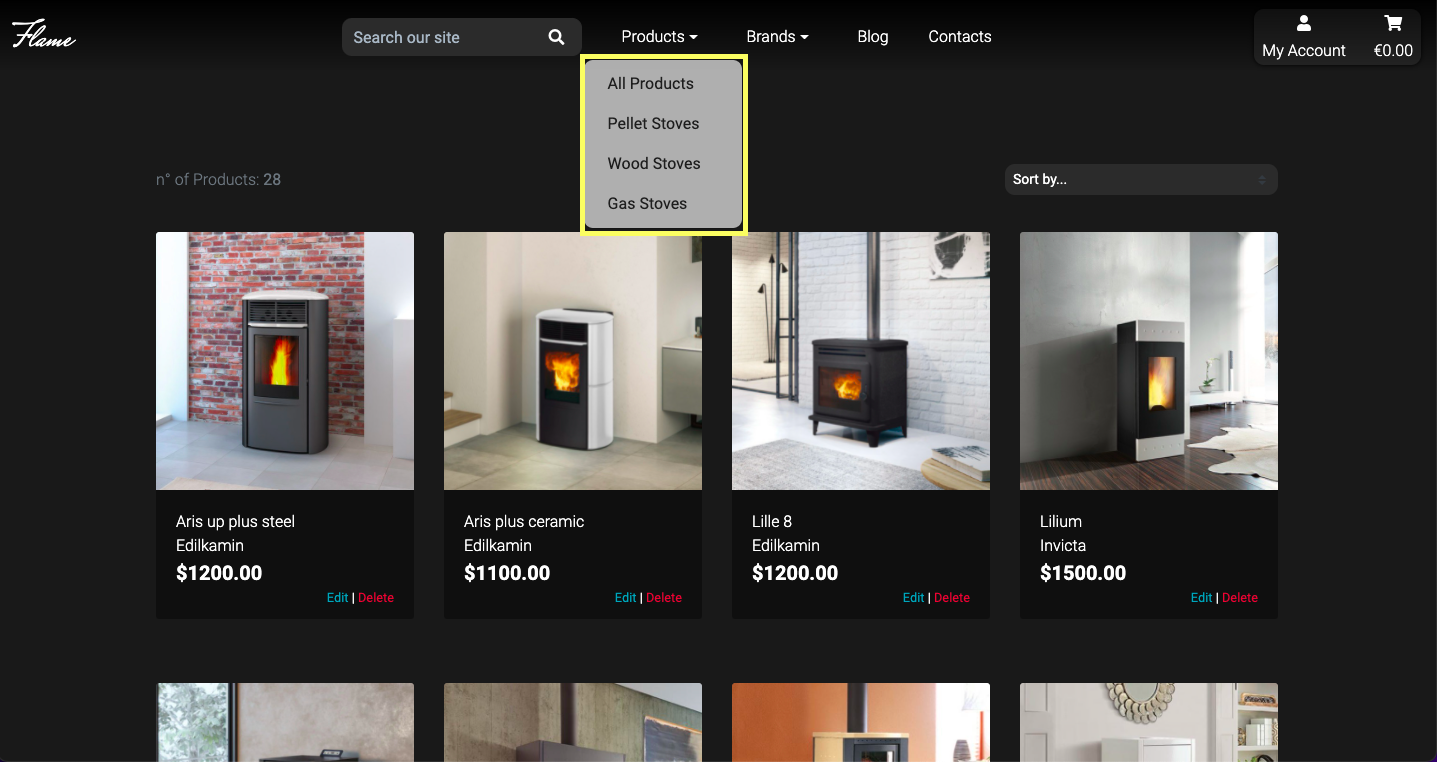 Flame
Search our site
Products
Brands
Blog
Contacts
My Account
€0.00
All Products
Pellet Stoves
Wood Stoves
Gas Stoves
n° of Products: 28
Sort by...
Aris up plus steel
Edilkamin
$1200.00
Edit | Delete
Aris plus ceramic
Edilkamin
$1100.00
Edit | Delete
Lille 8
Edilkamin
$1200.00
Edit | Delete
Lilium
Invicta
$1500.00
Edit | Delete